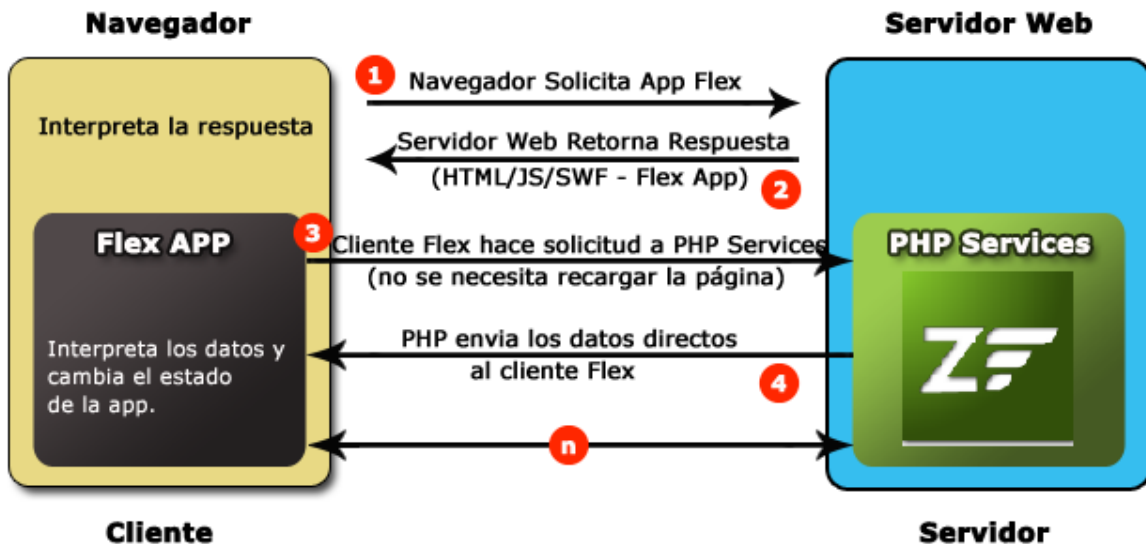 Navegador
Servidor Web
1
Navegador Solicita App Flex
Interpreta la respuesta
Servidor Web Retorna Respuesta
(HTML/JS/SWF - Flex App)
2
Flex APP
3
Cliente Flex hace solicitud a PHP Services
(no se necesita recargar la página)
PHP Services
ZF
Interpreta los datos y
cambia el estado
de la app.
PHP envia los datos directos
al cliente Flex
4
n
Cliente
Servidor